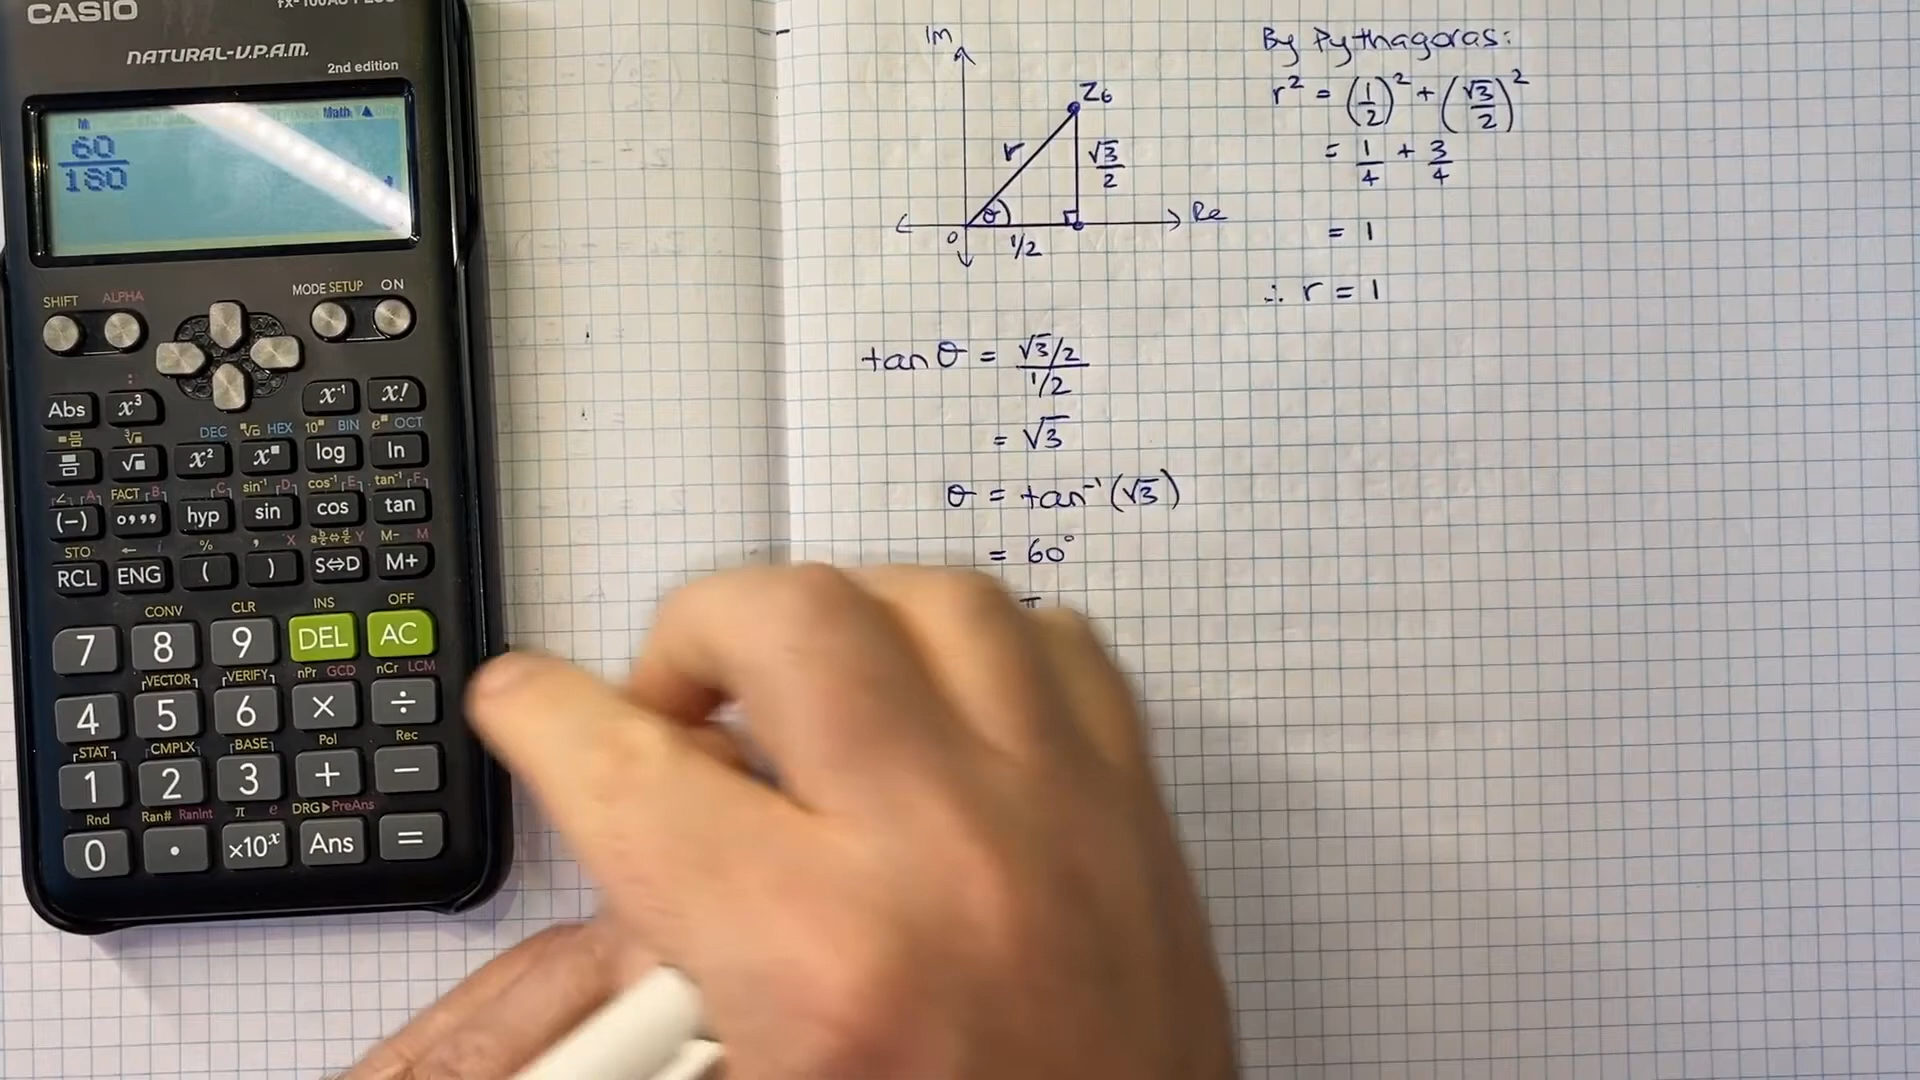 CASIO
NATURAL-V.P.A.M.
2nd edition
M Math ▲
60
180
SHIFT ALPHA MODE SETUP ON
:
Abs x³ x⁻¹ x!
³√ DEC HEX 10■ BIN e■ OCT
√■ x² x■ log ln
∠ A FACT B C sin⁻¹ D cos⁻¹ E tan⁻¹ F
(−) °,,, hyp sin cos tan
STO ← i % , X Y M− M
RCL ENG ( ) S⇔D M+
CONV CLR INS OFF
7 8 9 DEL AC
VECTOR VERIFY nPr GCD nCr LCM
4 5 6 × ÷
STAT CMPLX BASE Pol Rec
1 2 3 + −
Rnd Ran# RanInt π e DRG▶ PreAns
0 • ×10ˣ Ans =
Im
Z₆
r √3/2
θ Re
0 1/2
By Pythagoras:
r² = (1/2)² + (√3/2)²
= 1/4 + 3/4
= 1
∴ r = 1
tan θ = (√3/2)/(1/2)
= √3
θ = tan⁻¹(√3)
= 60°
π